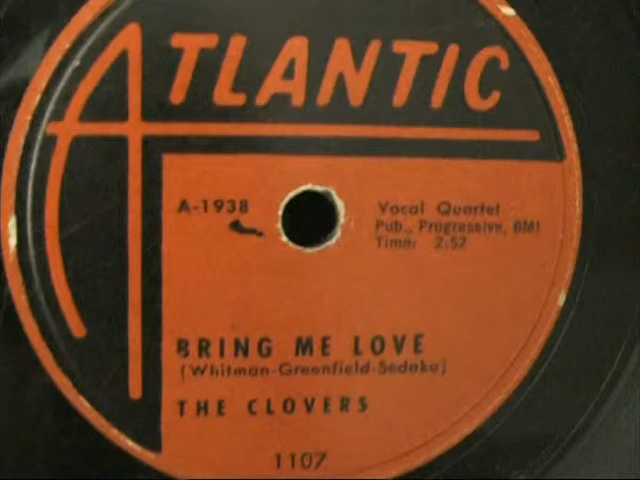 ATLANTIC
A-1938
Vocal Quartet
Pub., Progressive, BMI
Time: 2:52
BRING ME LOVE
(Whitman-Greenfield-Sedaka)
THE CLOVERS
1107